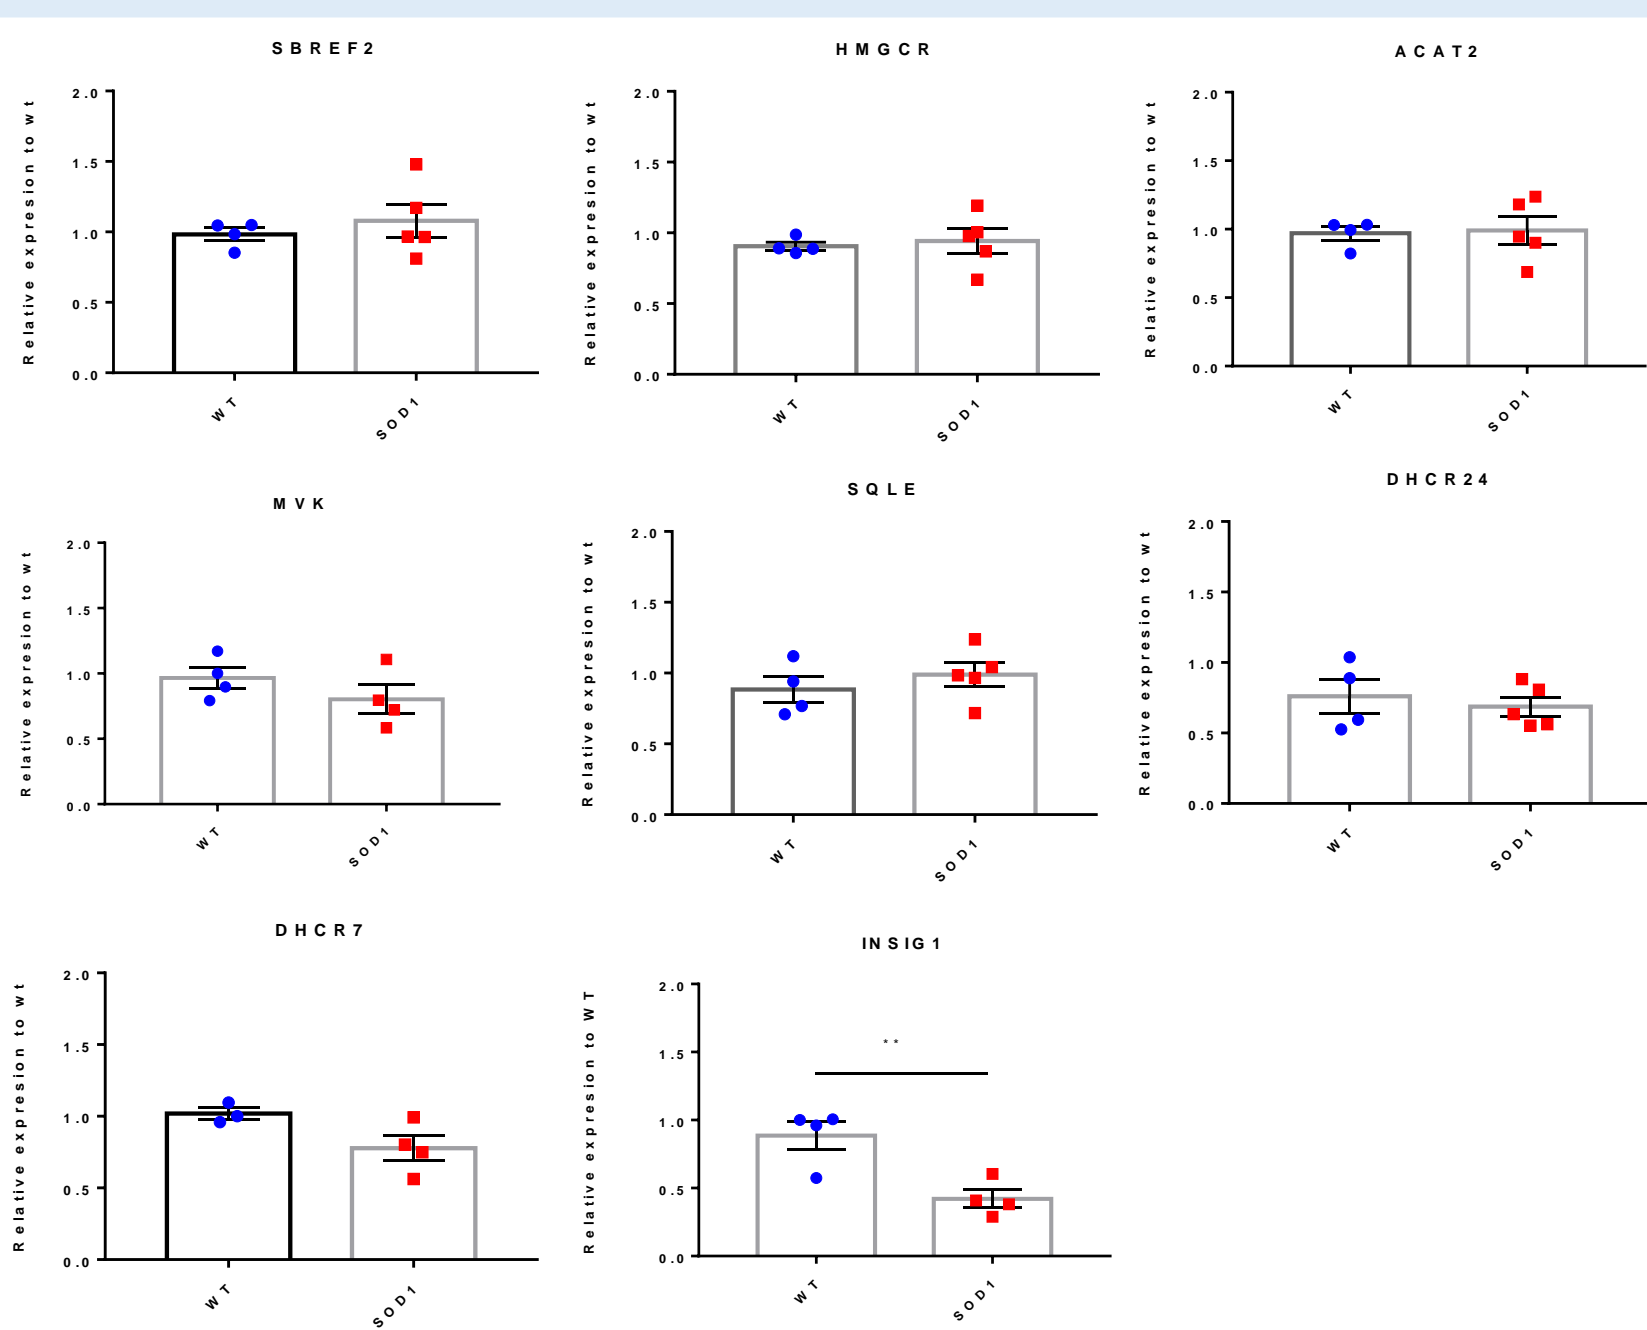 SBREF2
Relative expresion to wt
2.0
1.5
1.0
0.5
0.0
WT
SOD1
HMGCR
Relative expresion to wt
2.0
1.5
1.0
0.5
0.0
WT
SOD1
ACAT2
Relative expresion to wt
2.0
1.5
1.0
0.5
0.0
WT
SOD1
MVK
Relative expresion to wt
2.0
1.5
1.0
0.5
0.0
WT
SOD1
SQLE
Relative expresion to wt
2.0
1.5
1.0
0.5
0.0
WT
SOD1
DHCR24
Relative expresion to wt
2.0
1.5
1.0
0.5
0.0
WT
SOD1
DHCR7
Relative expresion to wt
2.0
1.5
1.0
0.5
0.0
WT
SOD1
INSIG1
Relative expresion to WT
2.0
1.5
1.0
0.5
0.0
**
WT
SOD1